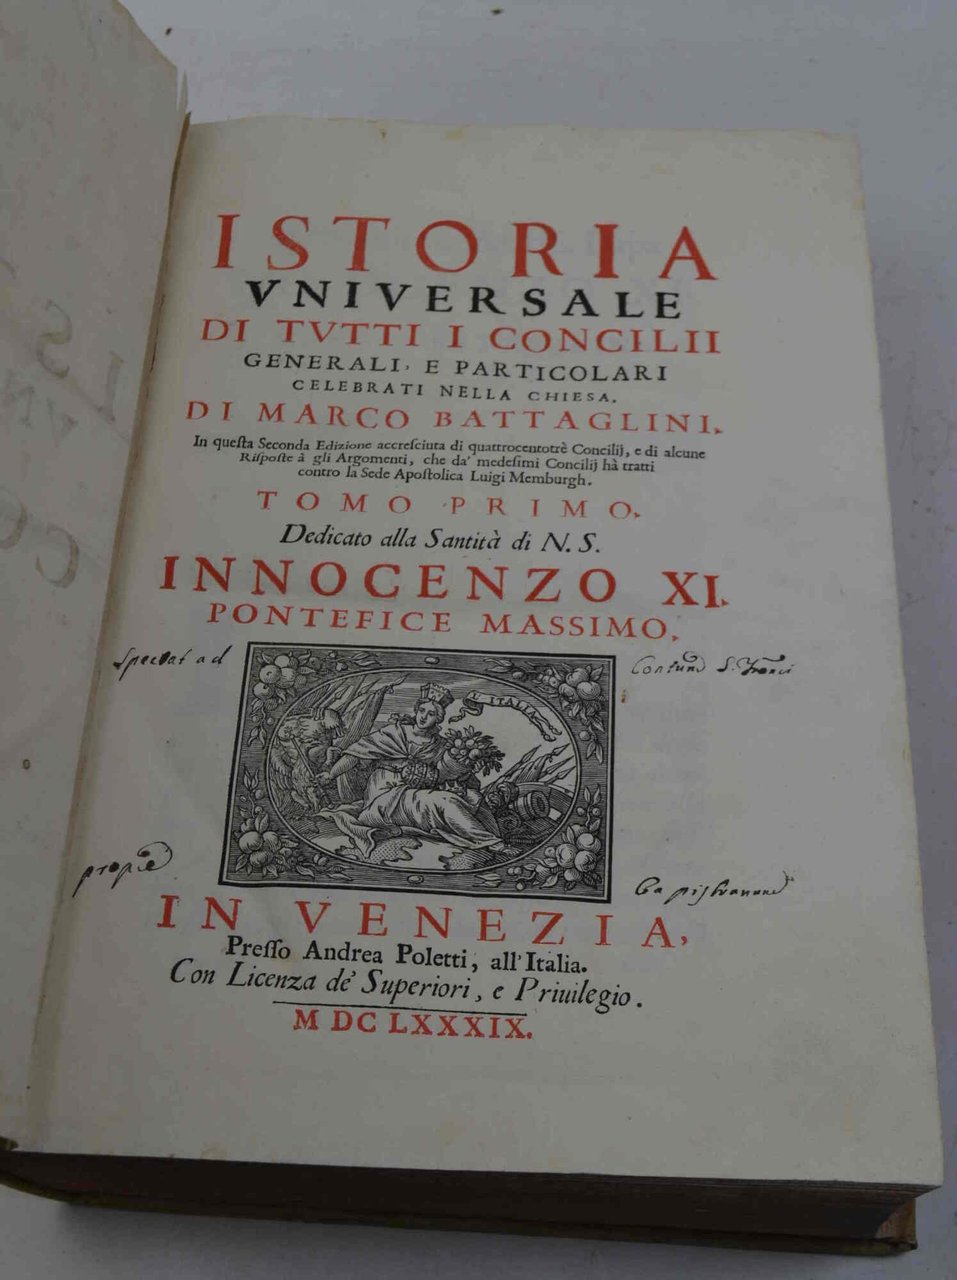 ISTORIA
VNIVERSALE
DI TVTTI I CONCILII
GENERALI, E PARTICOLARI
CELEBRATI NELLA CHIESA.
DI MARCO BATTAGLINI.
In queſta Seconda Edizione accreſciuta di quattrocentotrè Concilij, e di alcune
Riſpoſte à gli Argomenti, che da' medeſimi Concilij hà tratti
contro la Sede Apoſtolica Luigi Memburgh.
TOMO PRIMO.
Dedicato alla Santità di N. S.
INNOCENZO XI.
PONTEFICE MASSIMO.
Spectat ad
S. Franci
L' ITALIA
IN VENEZIA,
Preſſo Andrea Poletti, all'Italia.
Con Licenza de' Superiori, e Priuilegio.
M DC LXXXIX.